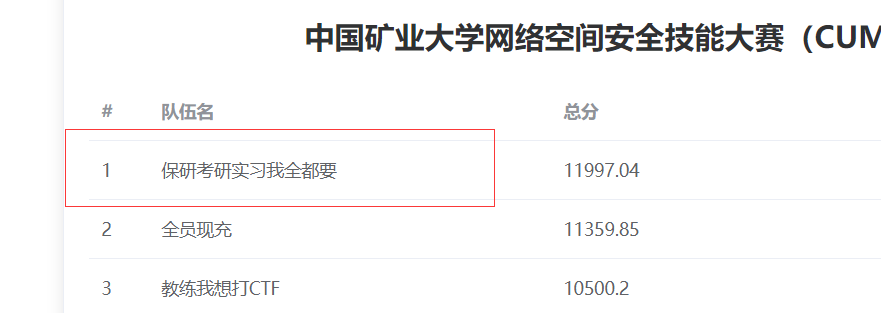 中国矿业大学网络空间安全技能大赛（CUM
# 队伍名 总分
1 保研考研实习我全都要 11997.04
2 全员现充 11359.85
3 教练我想打CTF 10500.2